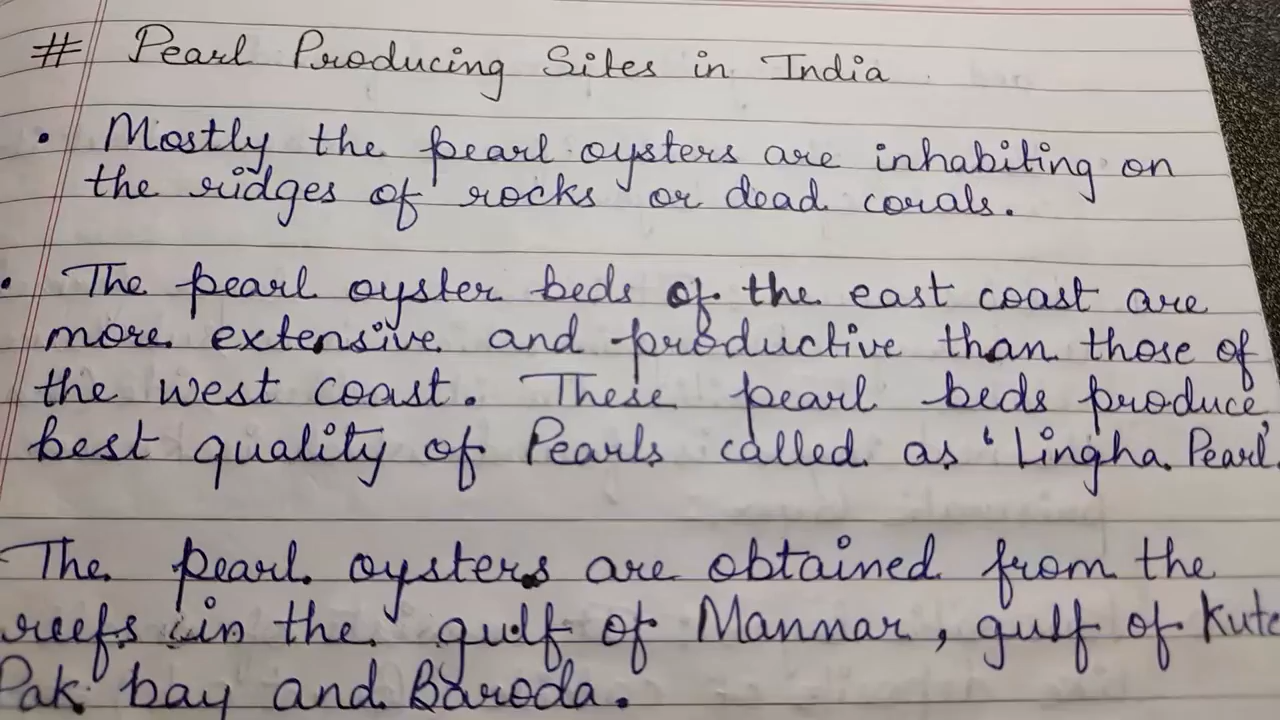 # Pearl Producing Sites in India
• Mostly the pearl oysters are inhabiting on
the ridges of rocks or dead corals.
• The pearl oyster beds of the east coast are
more extensive and productive than those of
the west coast. These pearl beds produce
best quality of Pearls called as 'Lingha Pearl'.
The pearl oysters are obtained from the
reefs in the gulf of Mannar, gulf of Kutc
Pak bay and Baroda.